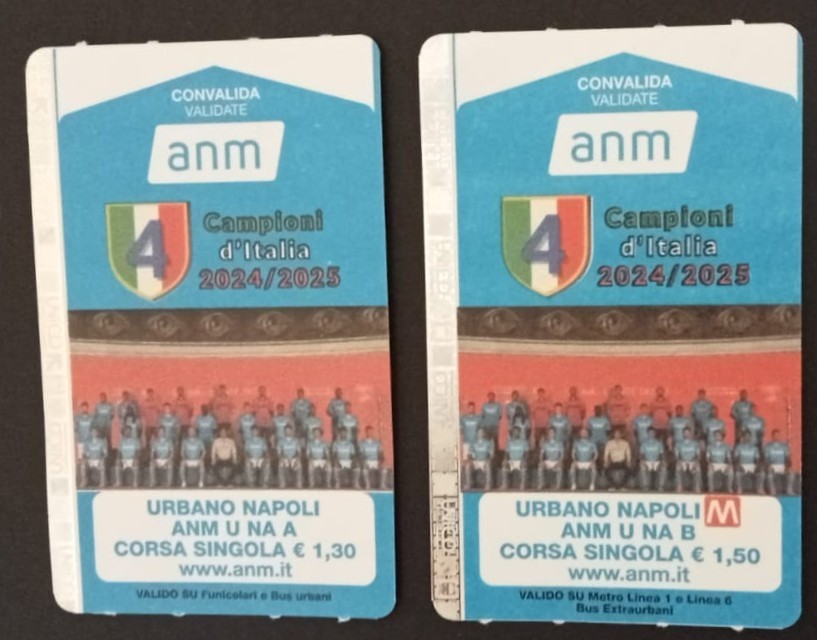 CONVALIDA
VALIDATE
anm
4
Campioni
d'Italia
2024/2025
URBANO NAPOLI
ANM U NA A
CORSA SINGOLA € 1,30
www.anm.it
VALIDO SU Funicolari e Bus urbani
CONVALIDA
VALIDATE
anm
4
Campioni
d'Italia
2024/2025
URBANO NAPOLI M
ANM U NA B
CORSA SINGOLA € 1,50
www.anm.it
VALIDO SU Metro Linea 1 e Linea 6
Bus Extraurbani